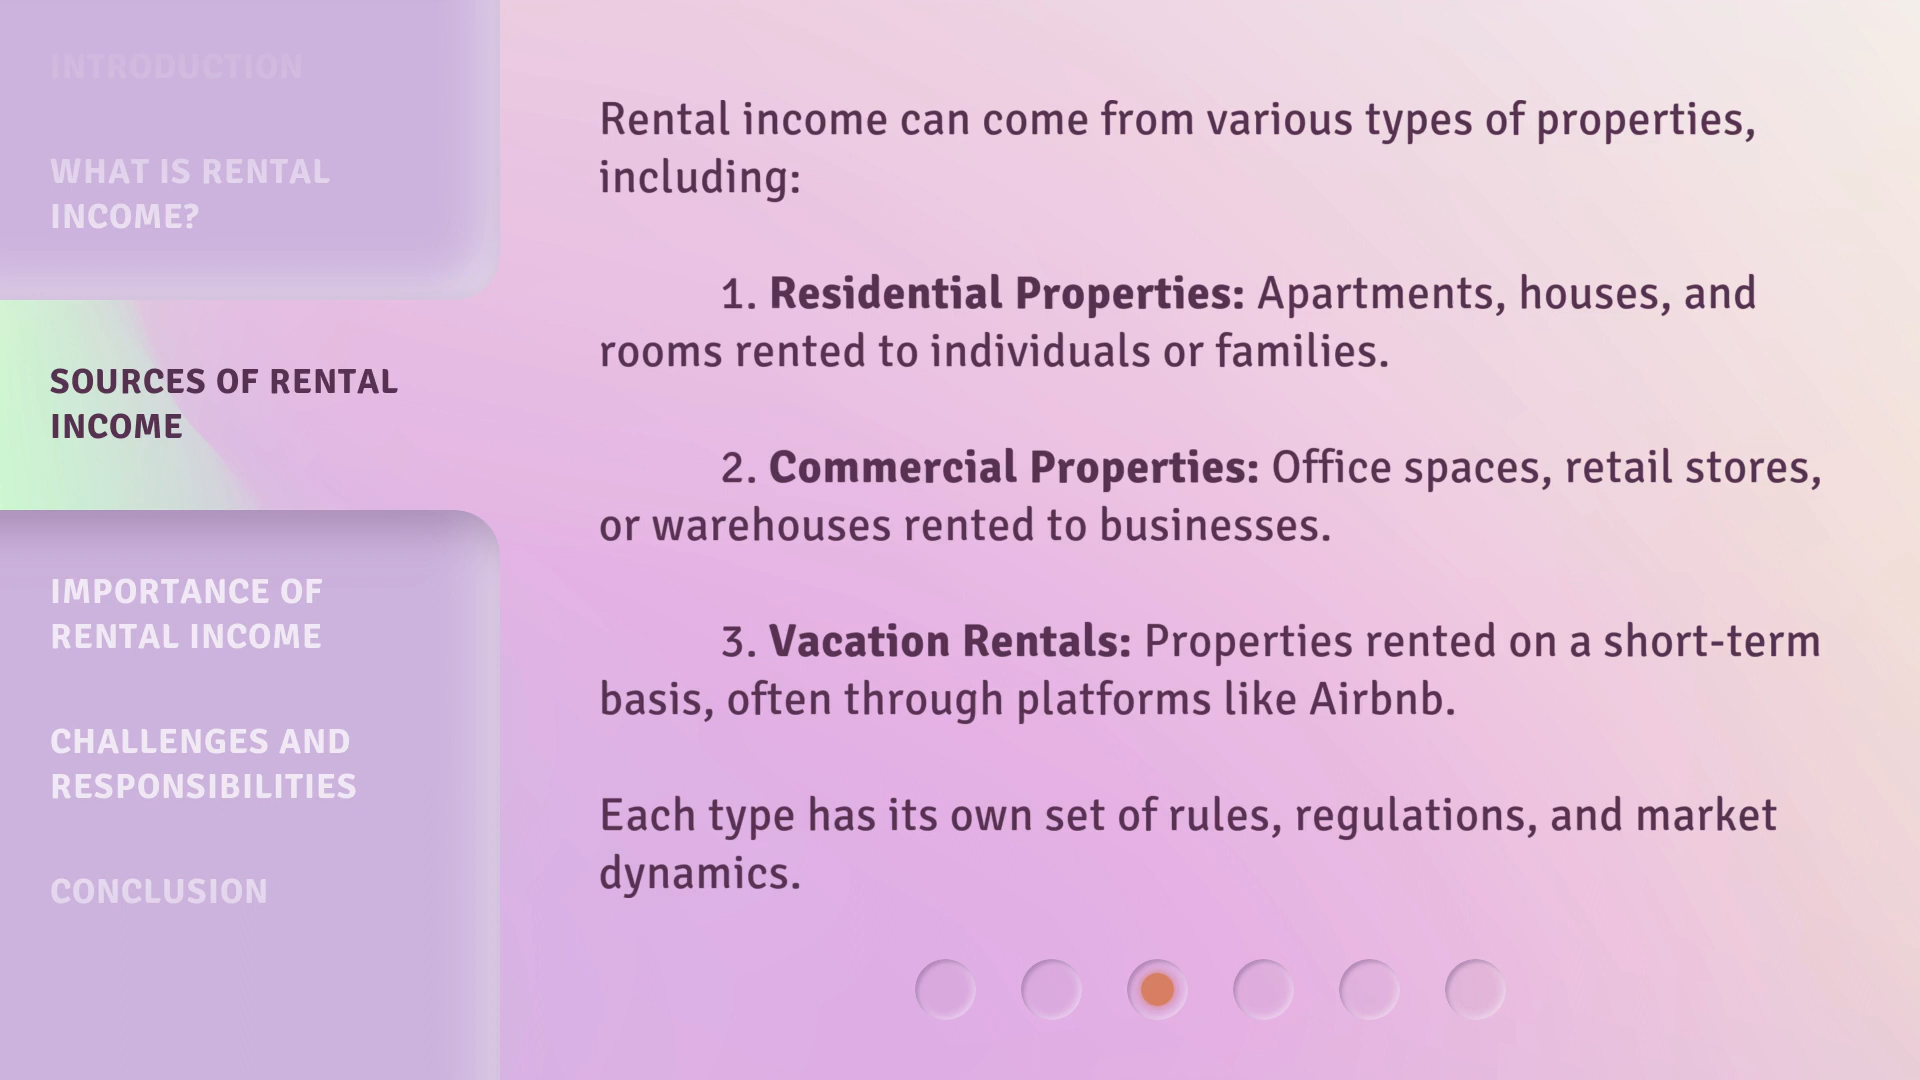 INTRODUCTION
WHAT IS RENTAL
INCOME?
SOURCES OF RENTAL
INCOME
IMPORTANCE OF
RENTAL INCOME
CHALLENGES AND
RESPONSIBILITIES
CONCLUSION
Rental income can come from various types of properties,
including:
1. Residential Properties: Apartments, houses, and
rooms rented to individuals or families.
2. Commercial Properties: Office spaces, retail stores,
or warehouses rented to businesses.
3. Vacation Rentals: Properties rented on a short-term
basis, often through platforms like Airbnb.
Each type has its own set of rules, regulations, and market
dynamics.